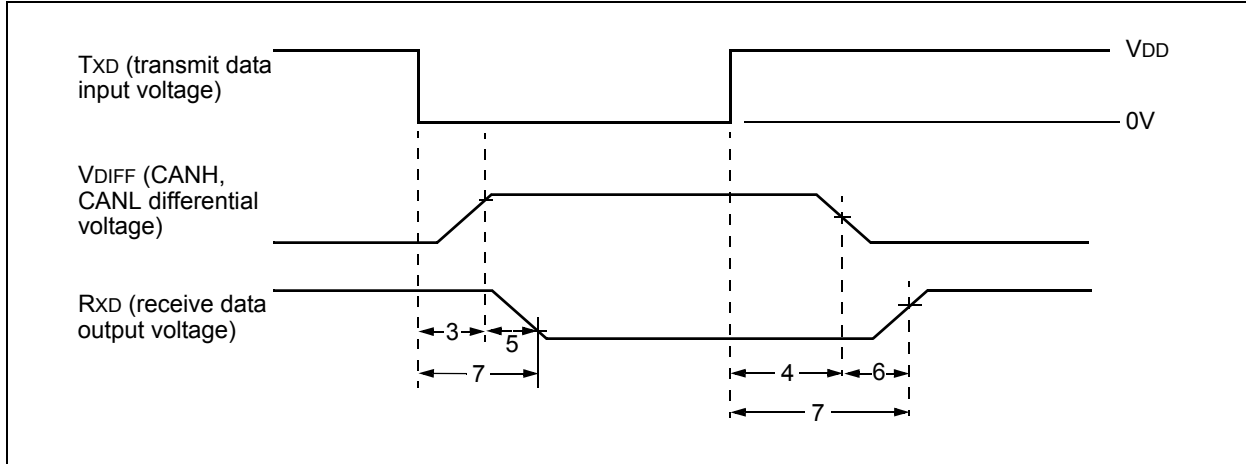 TXD (transmit data
input voltage)
VDD
0V
VDIFF (CANH,
CANL differential
voltage)
RXD (receive data
output voltage)
3
5
7
4
6
7